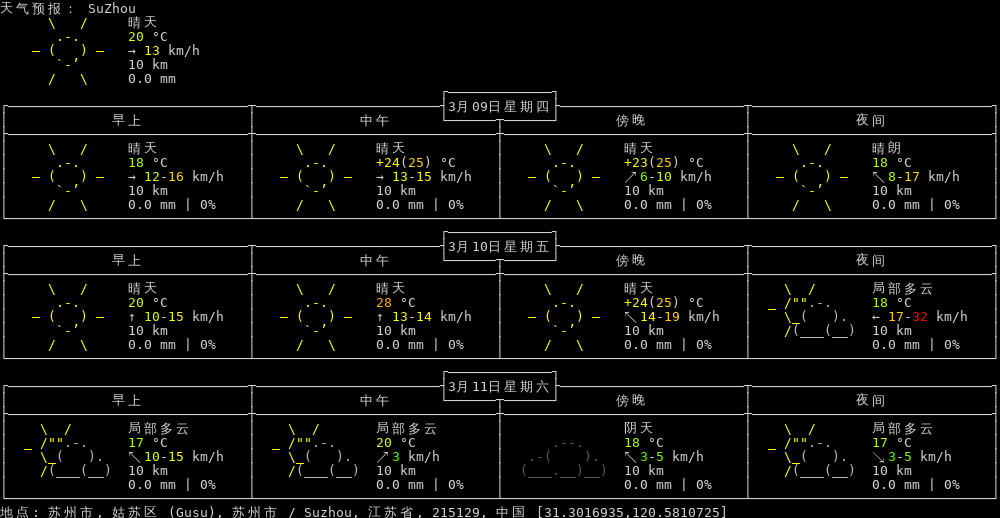 天气预报: SuZhou
晴天
20 °C
→ 13 km/h
10 km
0.0 mm
3月09日星期四
早上 中午 傍晚 夜间
晴天 晴天 晴天 晴朗
18 °C +24(25) °C +23(25) °C 18 °C
→ 12-16 km/h → 13-15 km/h ↗ 6-10 km/h ↖ 8-17 km/h
10 km 10 km 10 km 10 km
0.0 mm | 0% 0.0 mm | 0% 0.0 mm | 0% 0.0 mm | 0%
3月10日星期五
早上 中午 傍晚 夜间
晴天 晴天 晴天 局部多云
20 °C 28 °C +24(25) °C 18 °C
↑ 10-15 km/h ↑ 13-14 km/h ↖ 14-19 km/h ← 17-32 km/h
10 km 10 km 10 km 10 km
0.0 mm | 0% 0.0 mm | 0% 0.0 mm | 0% 0.0 mm | 0%
3月11日星期六
早上 中午 傍晚 夜间
局部多云 局部多云 阴天 局部多云
17 °C 20 °C 18 °C 17 °C
↖ 10-15 km/h ↗ 3 km/h ↖ 3-5 km/h ↘ 3-5 km/h
10 km 10 km 10 km 10 km
0.0 mm | 0% 0.0 mm | 0% 0.0 mm | 0% 0.0 mm | 0%
地点: 苏州市, 姑苏区 (Gusu), 苏州市 / Suzhou, 江苏省, 215129, 中国 [31.3016935,120.5810725]